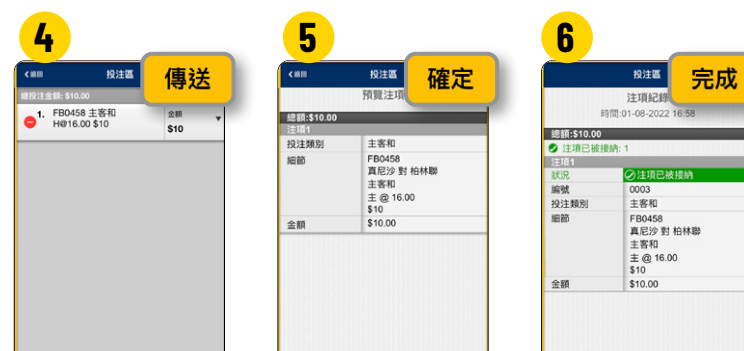 4
返回
投注區
傳送
總投注金額: $10.00
1. FB0458 主客和
H@16.00 $10
金額
$10
5
返回
投注區
確定
預覽注項
總額:$10.00
注項1
投注類別 主客和
細節 FB0458
真尼沙 對 柏林聯
主客和
主 @ 16.00
$10
金額 $10.00
6
投注區
完成
注項紀錄
時間:01-08-2022 16:58
總額:$10.00
注項已被接納: 1
注項1
狀況 注項已被接納
編號 0003
投注類別 主客和
細節 FB0458
真尼沙 對 柏林聯
主客和
主 @ 16.00
$10
金額 $10.00